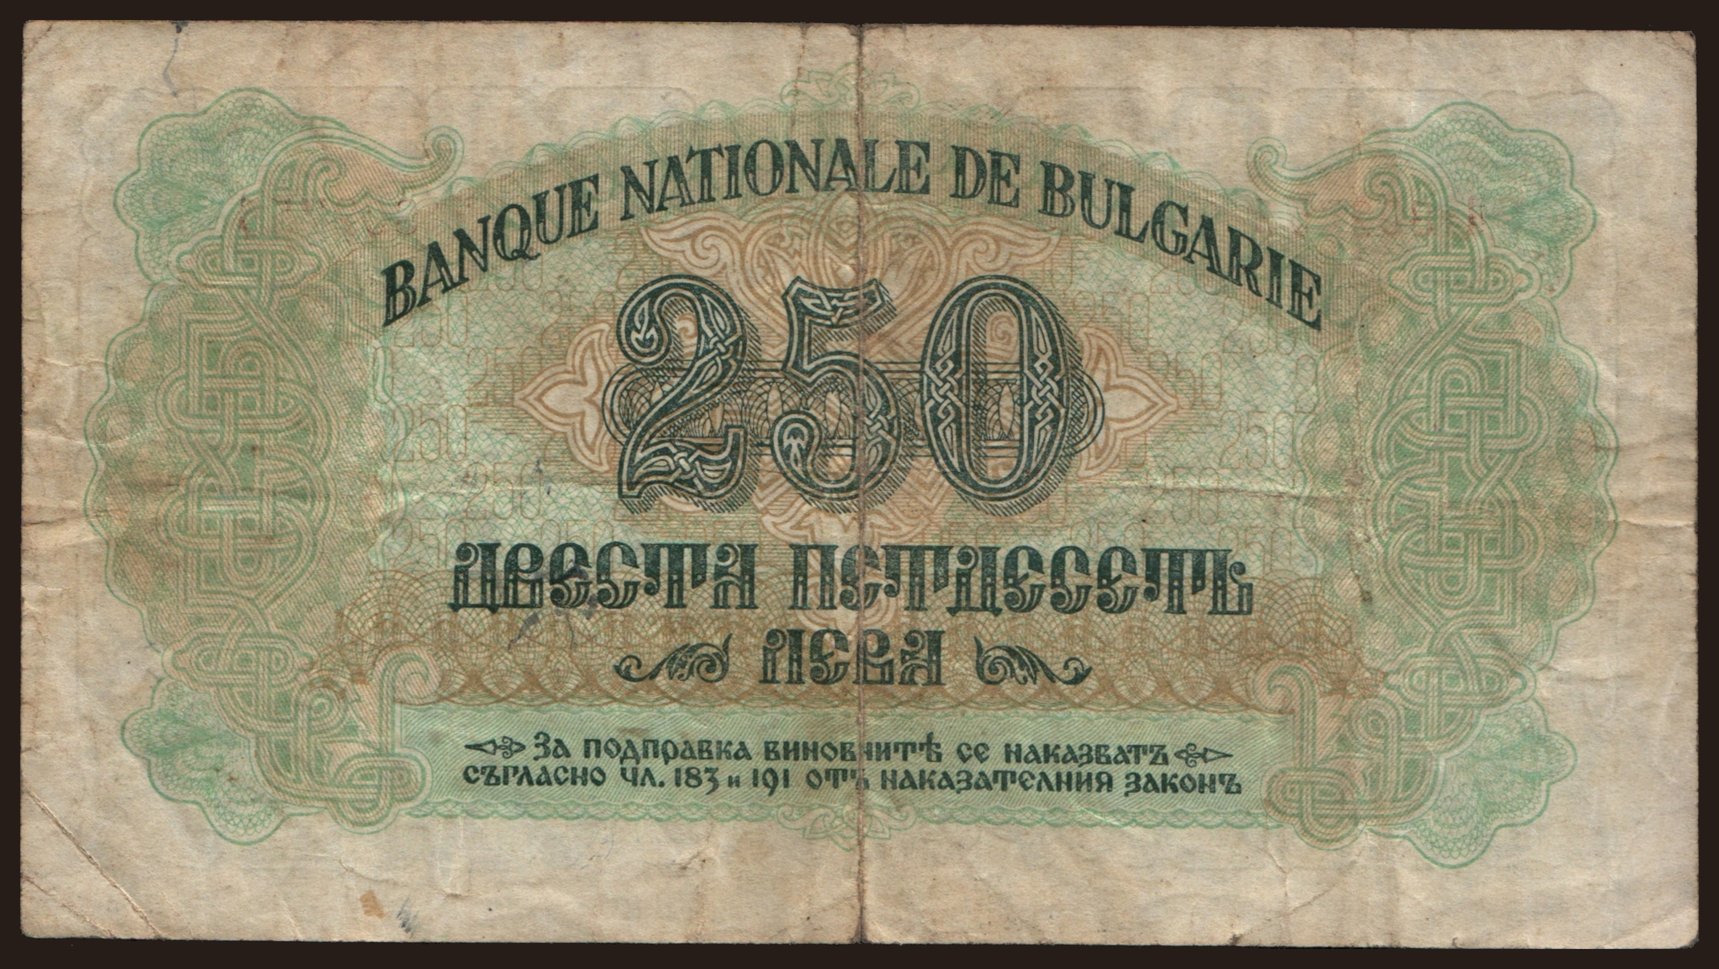 BANQUE NATIONALE DE BULGARIE
250
ДВЕСТА ПЕТДЕСЕТЬ
ЛЕВА
За подправка виновнитѣ се наказватъ
съгласно чл. 183 и 191 отъ наказателния законъ